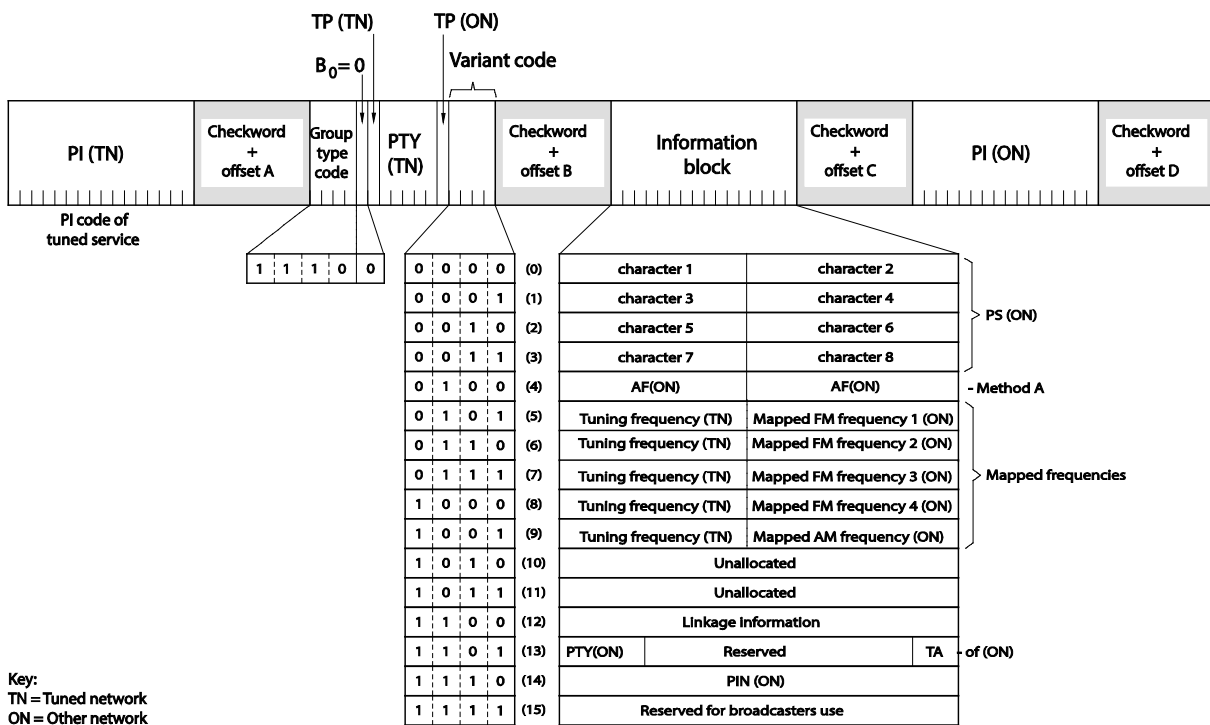 TP (TN) TP (ON)
B0= 0 Variant code
PI (TN) Checkword + offset A Group type code PTY (TN) Checkword + offset B Information block Checkword + offset C PI (ON) Checkword + offset D
PI code of
tuned service
1 1 1 0 0
0 0 0 0 (0) character 1 character 2
0 0 0 1 (1) character 3 character 4
0 0 1 0 (2) character 5 character 6
0 0 1 1 (3) character 7 character 8
PS (ON)
0 1 0 0 (4) AF(ON) AF(ON) - Method A
0 1 0 1 (5) Tuning frequency (TN) Mapped FM frequency 1 (ON)
0 1 1 0 (6) Tuning frequency (TN) Mapped FM frequency 2 (ON)
0 1 1 1 (7) Tuning frequency (TN) Mapped FM frequency 3 (ON)
1 0 0 0 (8) Tuning frequency (TN) Mapped FM frequency 4 (ON)
1 0 0 1 (9) Tuning frequency (TN) Mapped AM frequency (ON)
Mapped frequencies
1 0 1 0 (10) Unallocated
1 0 1 1 (11) Unallocated
1 1 0 0 (12) Linkage Information
1 1 0 1 (13) PTY(ON) Reserved TA - of (ON)
1 1 1 0 (14) PIN (ON)
1 1 1 1 (15) Reserved for broadcasters use
Key:
TN = Tuned network
ON = Other network